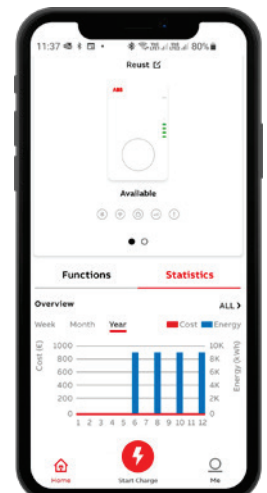 11:37 80%
Reust
ABB
Available
Functions Statistics
Overview ALL >
Week Month Year Cost Energy
Cost (€) 1000 800 600 400 200 0
10K 8K 6K 4K 2K 0 Energy (kWh)
1 2 3 4 5 6 7 8 9 10 11 12
Home Start Charge Me